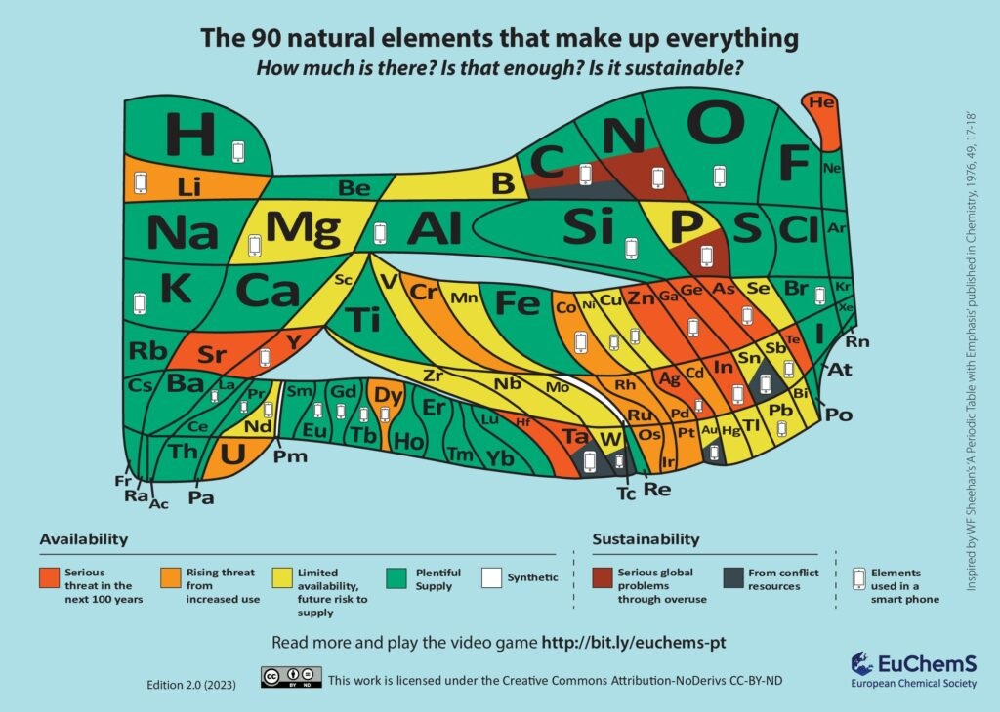 The 90 natural elements that make up everything
How much is there? Is that enough? Is it sustainable?
H
He
Li
Be
B
C
N
O
F
Ne
Na
Mg
Al
Si
P
S
Cl
Ar
K
Ca
Sc
Ti
V
Cr
Mn
Fe
Co
Ni
Cu
Zn
Ga
Ge
As
Se
Br
Kr
Rb
Sr
Y
Zr
Nb
Mo
Tc
Ru
Rh
Pd
Ag
Cd
In
Sn
Sb
Te
I
Xe
Cs
Ba
La
Ce
Pr
Nd
Pm
Sm
Eu
Gd
Tb
Dy
Ho
Er
Tm
Yb
Lu
Hf
Ta
W
Re
Os
Ir
Pt
Au
Hg
Tl
Pb
Bi
Po
At
Rn
Fr
Ra
Ac
Th
Pa
U
Inspired by WF Sheehan's 'A Periodic Table with Emphasis' published in Chemistry, 1976, 49, 17-18'
Availability
Serious
threat in the
next 100 years
Rising threat
from
increased use
Limited
availability,
future risk to
supply
Plentiful
Supply
Synthetic
Sustainability
Serious global
problems
through overuse
From conflict
resources
Elements
used in a
smart phone
Read more and play the video game http://bit.ly/euchems-pt
Edition 2.0 (2023)
cc
BY ND
This work is licensed under the Creative Commons Attribution-NoDerivs CC-BY-ND
EuChemS
European Chemical Society